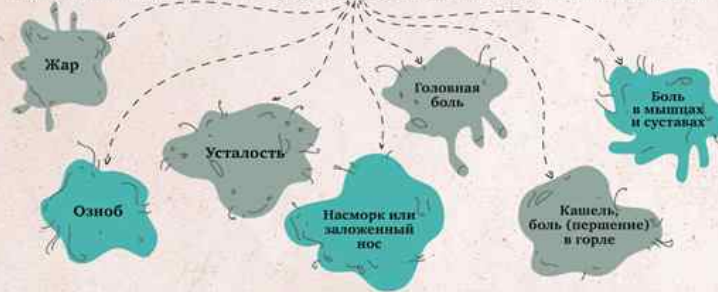 Жар
Головная
боль
Боль
в мышцах
и суставах
Усталость
Озноб
Насморк или
заложенный
нос
Кашель,
боль (першение)
в горле